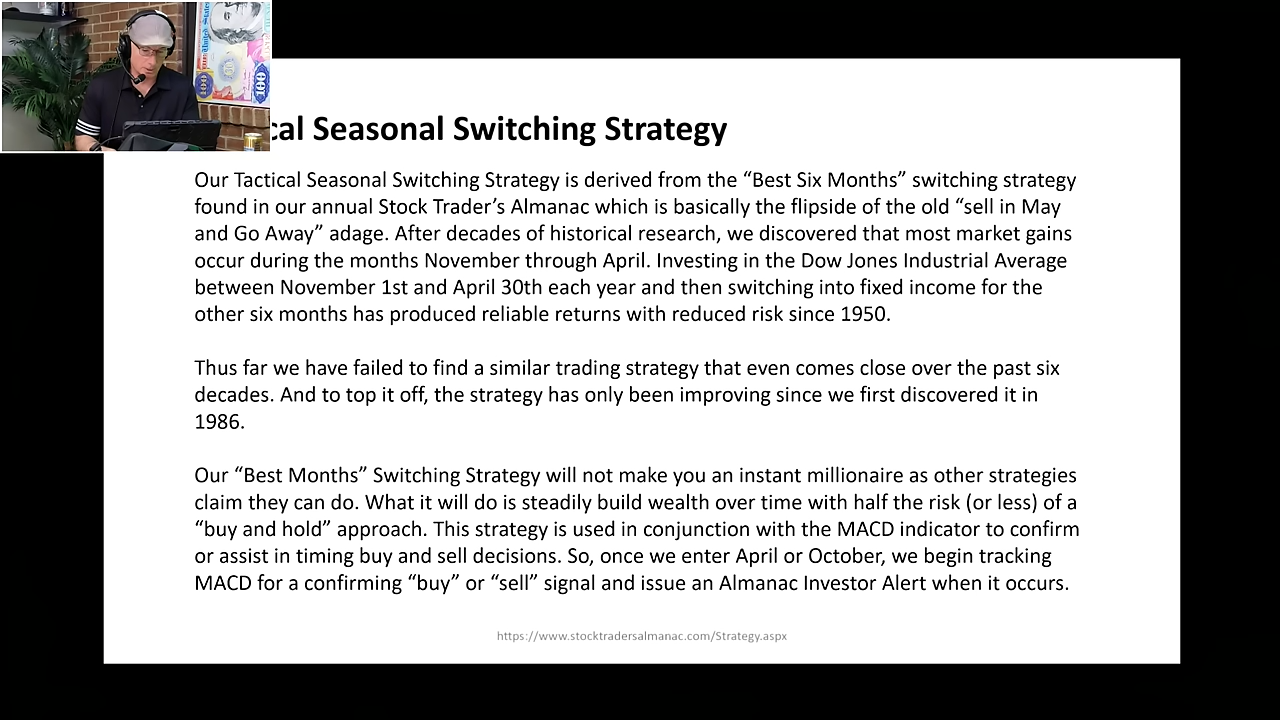 cal Seasonal Switching Strategy
Our Tactical Seasonal Switching Strategy is derived from the “Best Six Months” switching strategy
found in our annual Stock Trader’s Almanac which is basically the flipside of the old “sell in May
and Go Away” adage. After decades of historical research, we discovered that most market gains
occur during the months November through April. Investing in the Dow Jones Industrial Average
between November 1st and April 30th each year and then switching into fixed income for the
other six months has produced reliable returns with reduced risk since 1950.
Thus far we have failed to find a similar trading strategy that even comes close over the past six
decades. And to top it off, the strategy has only been improving since we first discovered it in
1986.
Our “Best Months” Switching Strategy will not make you an instant millionaire as other strategies
claim they can do. What it will do is steadily build wealth over time with half the risk (or less) of a
“buy and hold” approach. This strategy is used in conjunction with the MACD indicator to confirm
or assist in timing buy and sell decisions. So, once we enter April or October, we begin tracking
MACD for a confirming “buy” or “sell” signal and issue an Almanac Investor Alert when it occurs.
https://www.stocktradersalmanac.com/Strategy.aspx
100
100